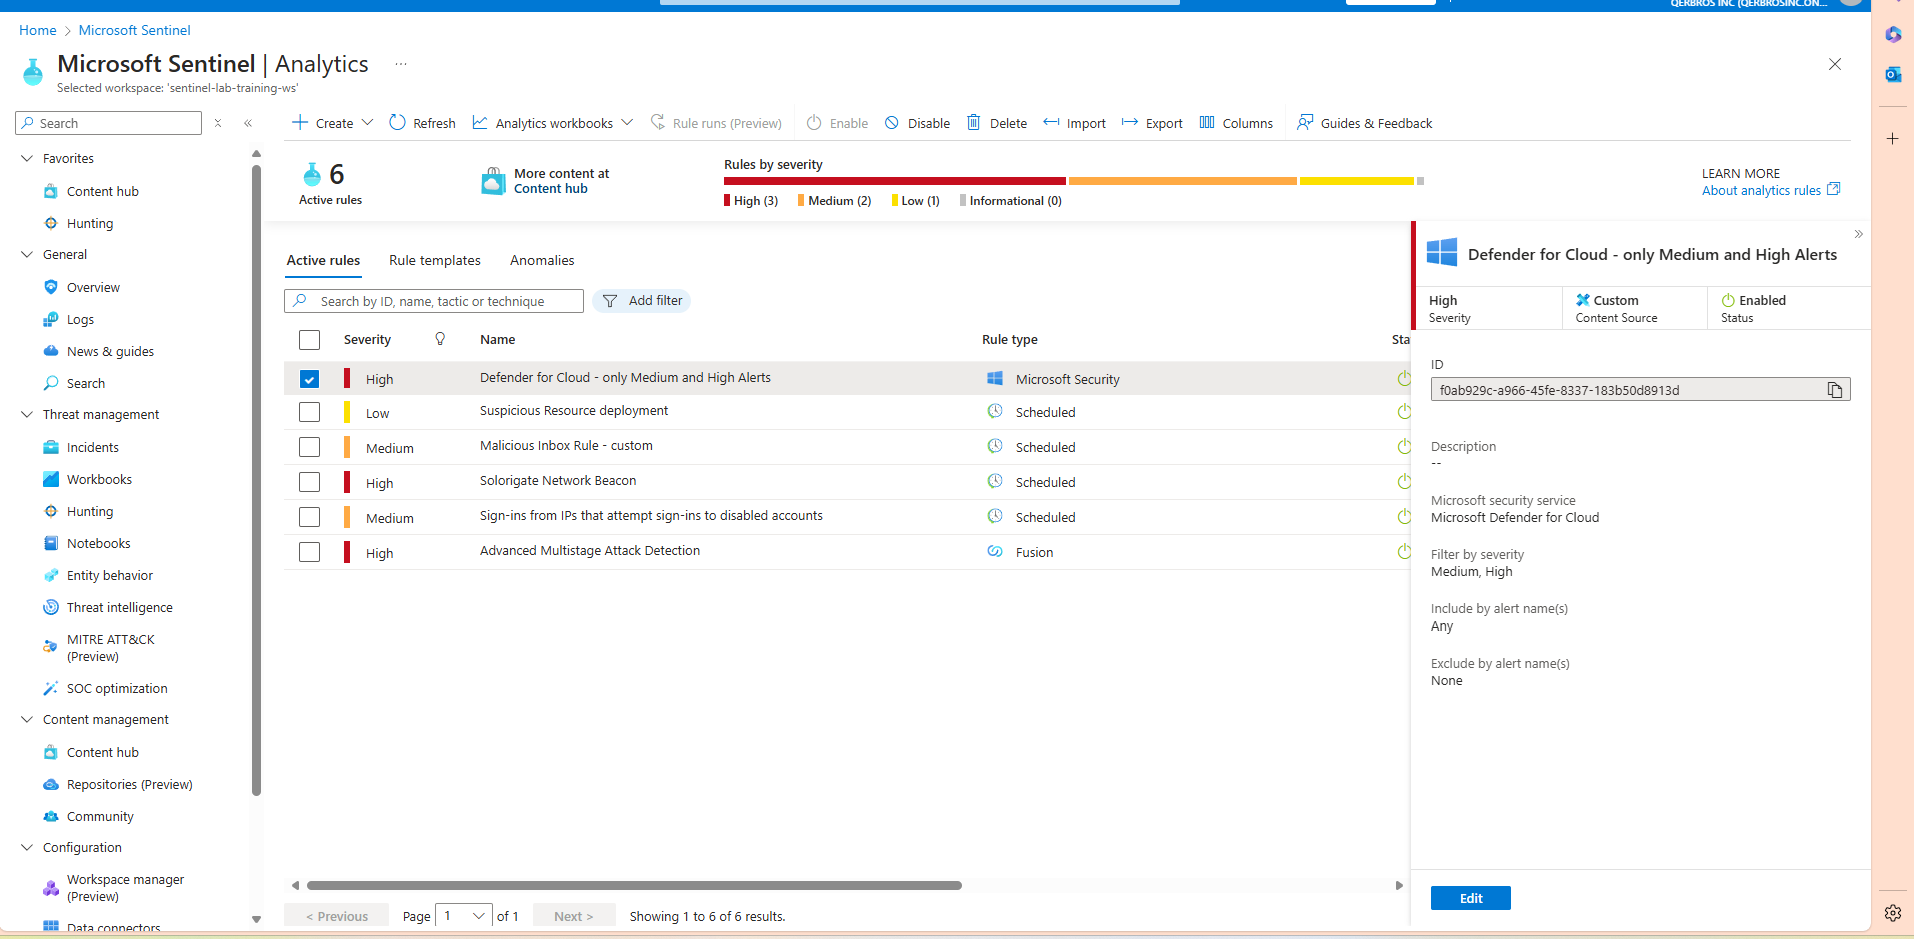 QERBROS INC (QERBROSINC.ON...
Home > Microsoft Sentinel
Microsoft Sentinel | Analytics ...
Selected workspace: 'sentinel-lab-training-ws'
Search
Create
Refresh
Analytics workbooks
Rule runs (Preview)
Enable
Disable
Delete
Import
Export
Columns
Guides & Feedback
Favorites
Content hub
Hunting
General
Overview
Logs
News & guides
Search
Threat management
Incidents
Workbooks
Hunting
Notebooks
Entity behavior
Threat intelligence
MITRE ATT&CK
(Preview)
SOC optimization
Content management
Content hub
Repositories (Preview)
Community
Configuration
Workspace manager
(Preview)
Data connectors
6
Active rules
More content at
Content hub
Rules by severity
High (3)
Medium (2)
Low (1)
Informational (0)
LEARN MORE
About analytics rules
Active rules
Rule templates
Anomalies
Search by ID, name, tactic or technique
Add filter
Severity Name Rule type Sta
High Defender for Cloud - only Medium and High Alerts Microsoft Security
Low Suspicious Resource deployment Scheduled
Medium Malicious Inbox Rule - custom Scheduled
High Solorigate Network Beacon Scheduled
Medium Sign-ins from IPs that attempt sign-ins to disabled accounts Scheduled
High Advanced Multistage Attack Detection Fusion
< Previous Page 1 of 1 Next > Showing 1 to 6 of 6 results.
Defender for Cloud - only Medium and High Alerts
High
Severity
Custom
Content Source
Enabled
Status
ID
f0ab929c-a966-45fe-8337-183b50d8913d
Description
--
Microsoft security service
Microsoft Defender for Cloud
Filter by severity
Medium, High
Include by alert name(s)
Any
Exclude by alert name(s)
None
Edit